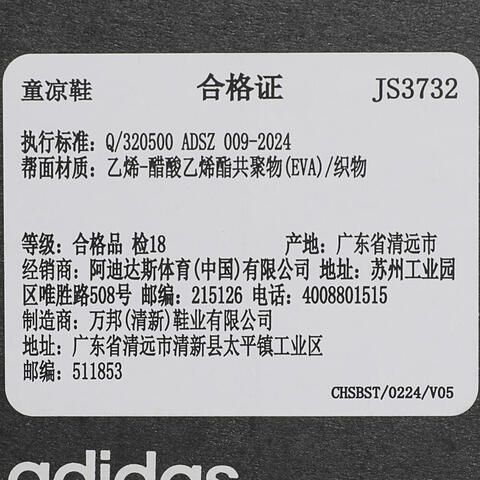 童凉鞋 合格证 JS3732
执行标准: Q/320500 ADSZ 009-2024
帮面材质: 乙烯-醋酸乙烯酯共聚物(EVA)/织物
等级: 合格品 检18 产地: 广东省清远市
经销商: 阿迪达斯体育(中国)有限公司 地址: 苏州工业园
区唯胜路508号 邮编: 215126 电话: 4008801515
制造商: 万邦(清新)鞋业有限公司
地址: 广东省清远市清新县太平镇工业区
邮编: 511853
CHSBST/0224/V05
adidas